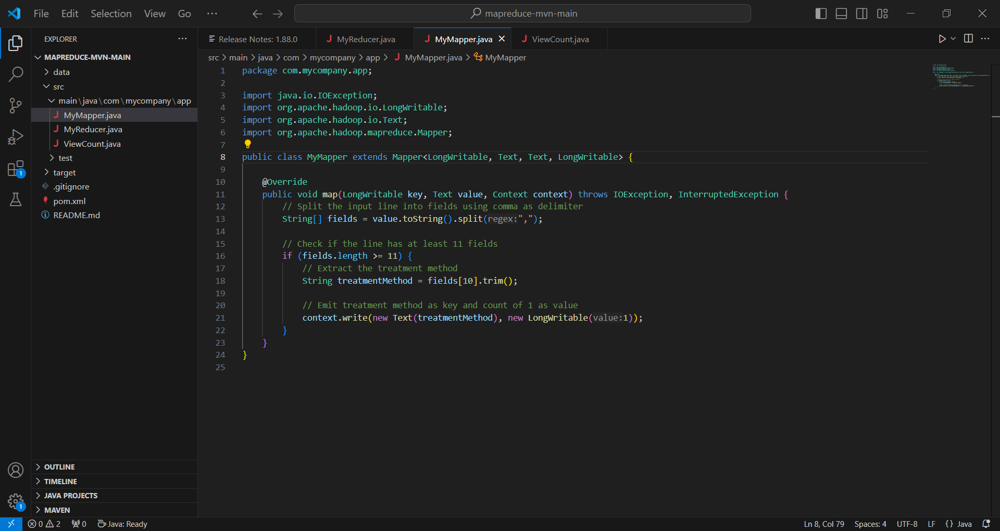 File Edit Selection View Go ··· mapreduce-mvn-main
EXPLORER ···
MAPREDUCE-MVN-MAIN
data
src
main\java\com\mycompany\app
J MyMapper.java
J MyReducer.java
J ViewCount.java
test
target
.gitignore
pom.xml
README.md
OUTLINE
TIMELINE
JAVA PROJECTS
MAVEN
1
1
Release Notes: 1.88.0 J MyReducer.java J MyMapper.java J ViewCount.java
src > main > java > com > mycompany > app > J MyMapper.java > MyMapper
1 package com.mycompany.app;
2
3 import java.io.IOException;
4 import org.apache.hadoop.io.LongWritable;
5 import org.apache.hadoop.io.Text;
6 import org.apache.hadoop.mapreduce.Mapper;
7
8 public class MyMapper extends Mapper<LongWritable, Text, Text, LongWritable> {
9
10 @Override
11 public void map(LongWritable key, Text value, Context context) throws IOException, InterruptedException {
12 // Split the input line into fields using comma as delimiter
13 String[] fields = value.toString().split(regex:",");
14
15 // Check if the line has at least 11 fields
16 if (fields.length >= 11) {
17 // Extract the treatment method
18 String treatmentMethod = fields[10].trim();
19
20 // Emit treatment method as key and count of 1 as value
21 context.write(new Text(treatmentMethod), new LongWritable(value:1));
22 }
23 }
24 }
25
0 2 0 Java: Ready Ln 8, Col 79 Spaces: 4 UTF-8 LF {} Java